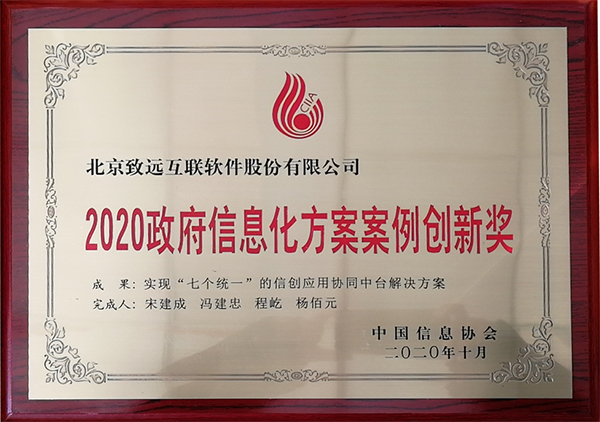 CIIA
北京致远互联软件股份有限公司
2020政府信息化方案案例创新奖
成 果：实现“七个统一”的信创应用协同中台解决方案
完成人：宋建成 冯建忠 程屹 杨佰元
中国信息协会
二〇二〇年十月